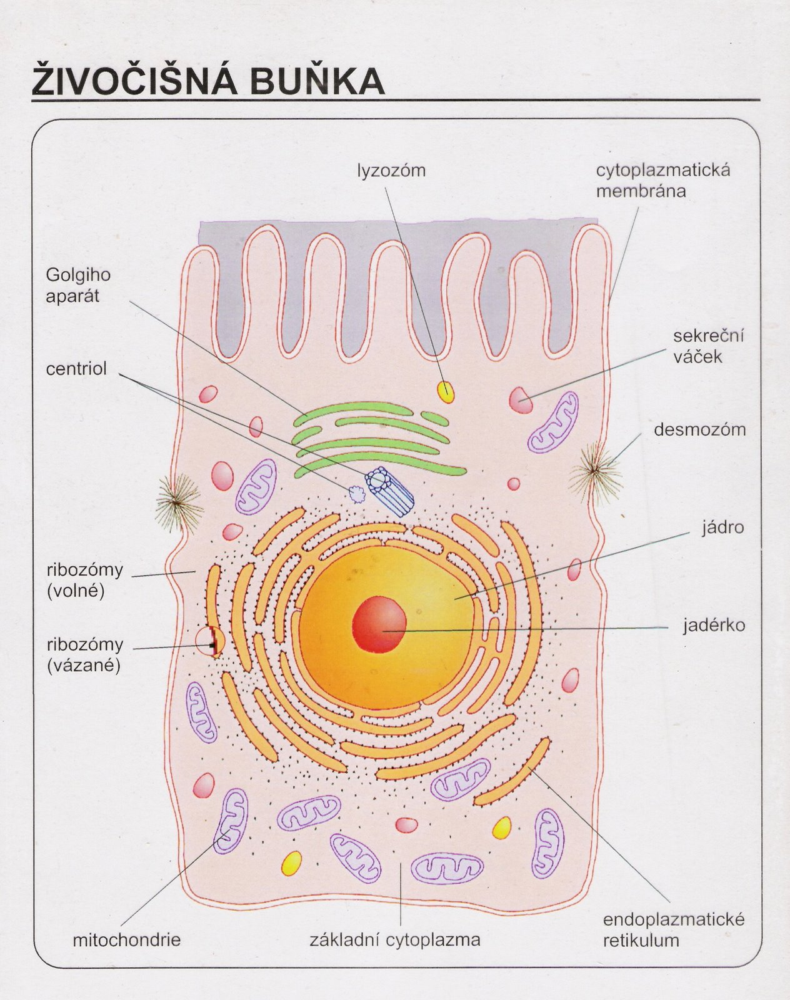 ŽIVOČIŠNÁ BUŇKA
lyzozóm
cytoplazmatická
membrána
Golgiho
aparát
sekreční
váček
centriol
desmozóm
jádro
ribozómy
(volné)
jadérko
ribozómy
(vázané)
endoplazmatické
retikulum
mitochondrie
základní cytoplazma